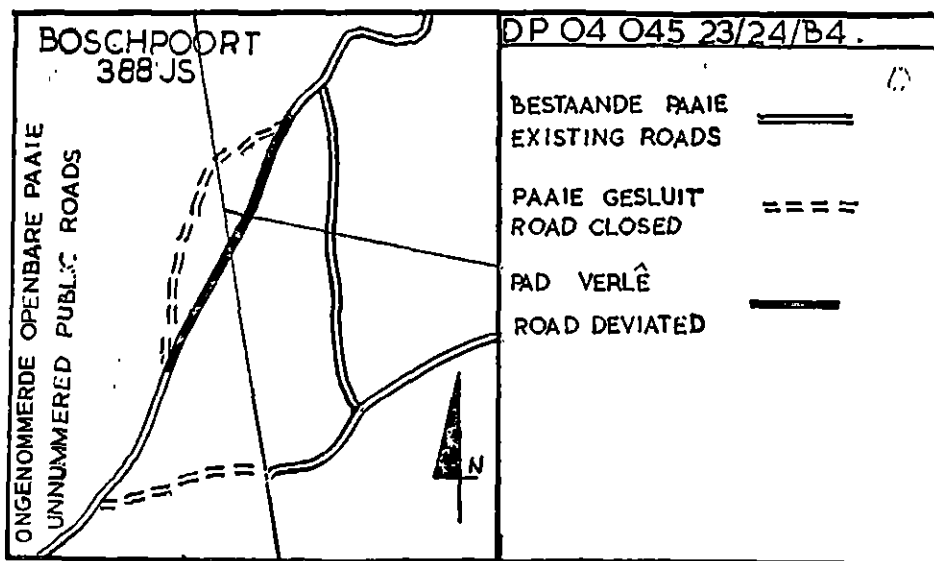 BOSCHPOORT
388 JS
ONGENOMMERDE OPENBARE PAAIE
UNNUMMERED PUBLIC ROADS
N
DP 04 045 23/24/B4.
BESTAANDE PAAIE
EXISTING ROADS
PAAIE GESLUIT
ROAD CLOSED
PAD VERLÊ
ROAD DEVIATED